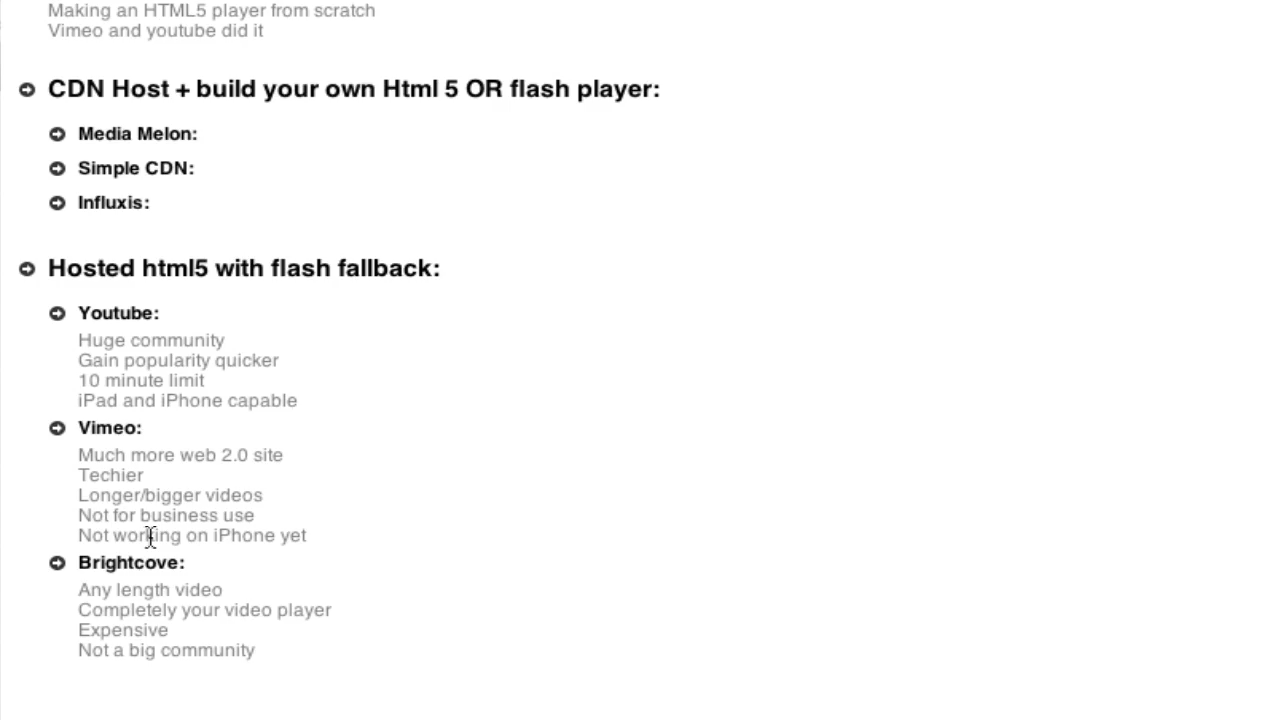 Making an HTML5 player from scratch
Vimeo and youtube did it
CDN Host + build your own Html 5 OR flash player:
Media Melon:
Simple CDN:
Influxis:
Hosted html5 with flash fallback:
Youtube:
Huge community
Gain popularity quicker
10 minute limit
iPad and iPhone capable
Vimeo:
Much more web 2.0 site
Techier
Longer/bigger videos
Not for business use
Not working on iPhone yet
Brightcove:
Any length video
Completely your video player
Expensive
Not a big community